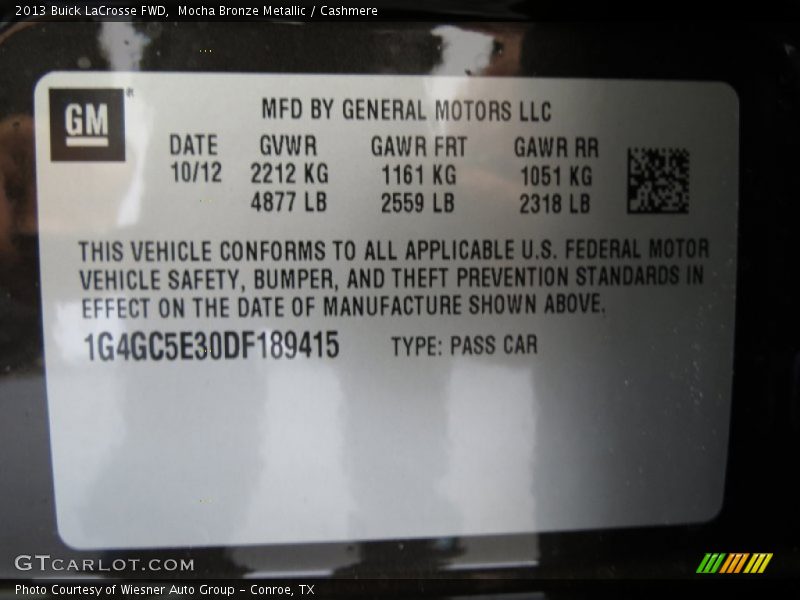 2013 Buick LaCrosse FWD,  Mocha Bronze Metallic / Cashmere
GM
MFD BY GENERAL MOTORS LLC
DATE GVWR GAWR FRT GAWR RR
10/12 2212 KG 1161 KG 1051 KG
4877 LB 2559 LB 2318 LB
THIS VEHICLE CONFORMS TO ALL APPLICABLE U.S. FEDERAL MOTOR
VEHICLE SAFETY, BUMPER, AND THEFT PREVENTION STANDARDS IN
EFFECT ON THE DATE OF MANUFACTURE SHOWN ABOVE.
1G4GC5E30DF189415 TYPE: PASS CAR
GTCARLOT.COM
Photo Courtesy of Wiesner Auto Group - Conroe, TX